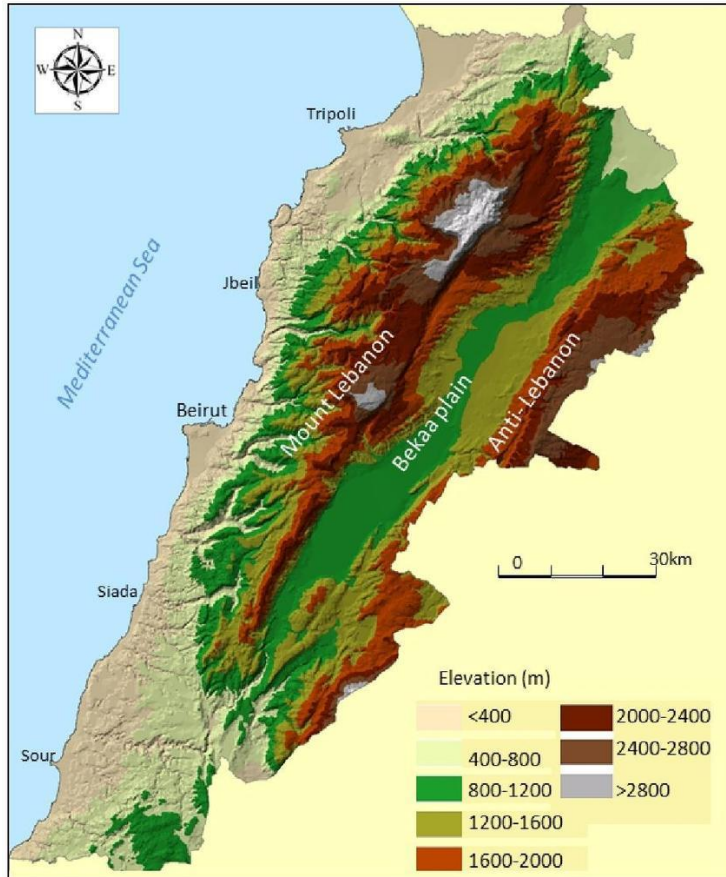 N
W E
S
Tripoli
Mediterranean Sea
Jbeil
Beirut
Mount Lebanon
Bekaa plain
Anti-Lebanon
Siada
Sour
0 30km
Elevation (m)
<400
400-800
800-1200
1200-1600
1600-2000
2000-2400
2400-2800
>2800